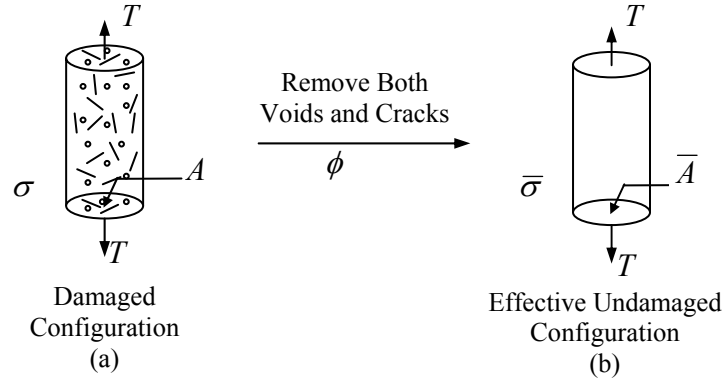 T
T
Remove Both
Voids and Cracks
ϕ
σ
A
σ̅
A̅
T
T
Damaged
Configuration
(a)
Effective Undamaged
Configuration
(b)